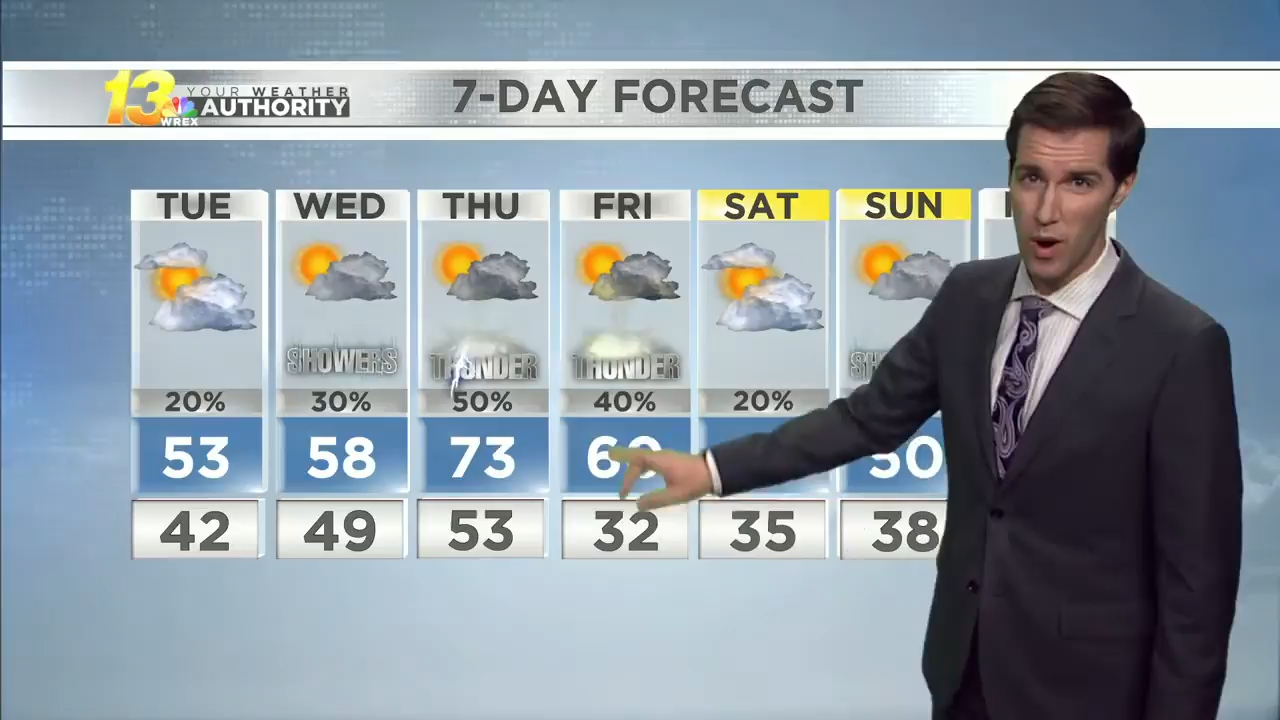 13 YOUR WEATHER
AUTHORITY
WREX
7-DAY FORECAST
TUE WED THU FRI SAT SUN
SHOWERS THUNDER THUNDER
20% 30% 50% 40% 20%
53 58 73 50
42 49 53 32 35 38